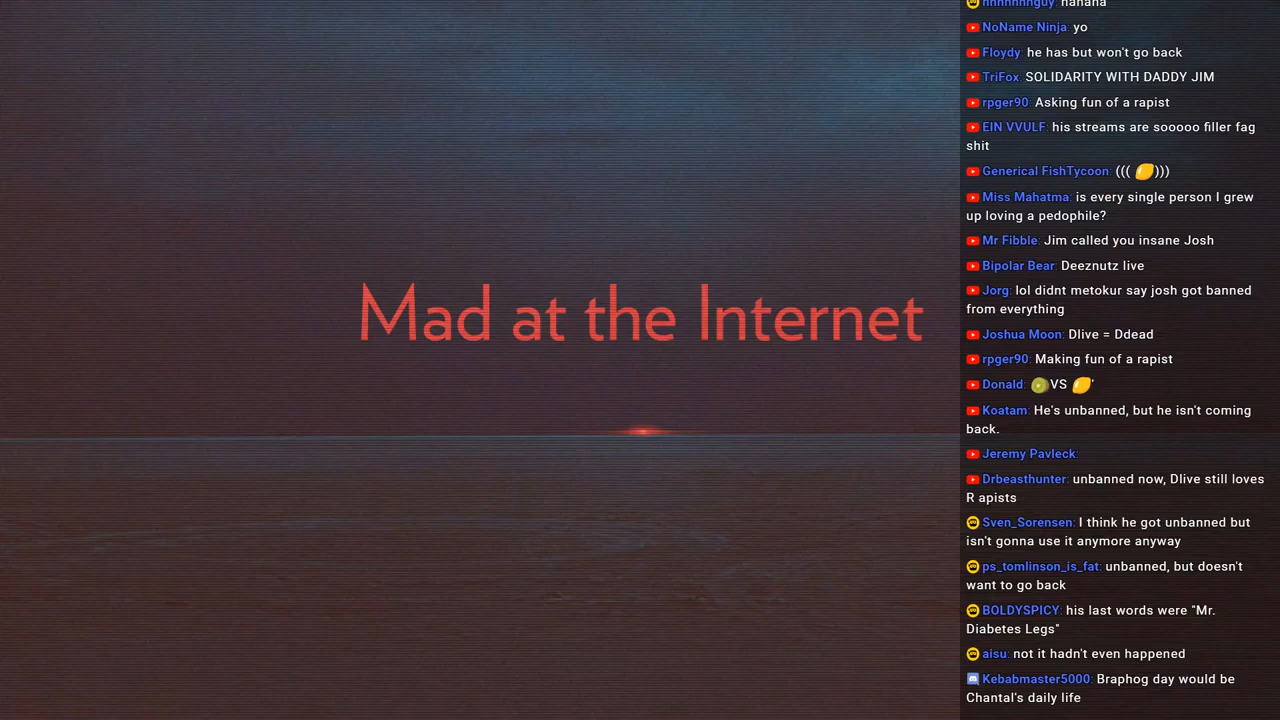 Mad at the Internet
nnnnnnnguy: hahaha
NoName Ninja: yo
Floydy: he has but won't go back
TriFox: SOLIDARITY WITH DADDY JIM
rpger90: Asking fun of a rapist
EIN VVULF: his streams are sooooo filler fag
shit
Generical FishTycoon: ((( 🍋)))
Miss Mahatma: is every single person I grew
up loving a pedophile?
Mr Fibble: Jim called you insane Josh
Bipolar Bear: Deeznutz live
Jorg: lol didnt metokur say josh got banned
from everything
Joshua Moon: Dlive = Ddead
rpger90: Making fun of a rapist
Donald: 🥝VS 🍋'
Koatam: He's unbanned, but he isn't coming
back.
Jeremy Pavleck:
Drbeasthunter: unbanned now, Dlive still loves
R apists
Sven_Sorensen: I think he got unbanned but
isn't gonna use it anymore anyway
ps_tomlinson_is_fat: unbanned, but doesn't
want to go back
BOLDYSPICY: his last words were "Mr.
Diabetes Legs"
aisu: not it hadn't even happened
Kebabmaster5000: Braphog day would be
Chantal's daily life